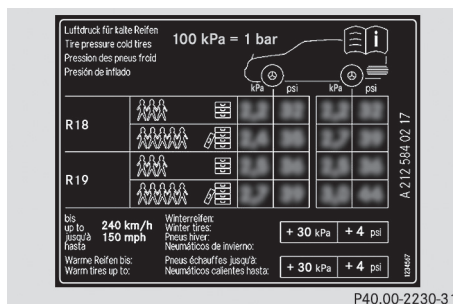 Luftdruck für kalte Reifen
Tire pressure cold tires
Pression des pneus froid
Presión de inflado
100 kPa = 1 bar
i
kPa psi kPa psi
R18
R19
A 212 584 02 17
bis
up to
jusqu'à
hasta
240 km/h
150 mph
Winterreifen:
Winter tires:
Pneus hiver:
Neumáticos de invierno:
+ 30 kPa + 4 psi
Warme Reifen bis:
Warm tires up to:
Pneus échauffes jusqu'à:
Neumáticos calientes hasta:
+ 30 kPa + 4 psi
1234567
P40.00-2230-31